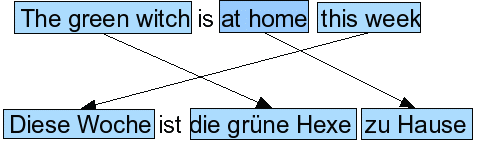 The green witch is at home this week
Diese Woche ist die grüne Hexe zu Hause